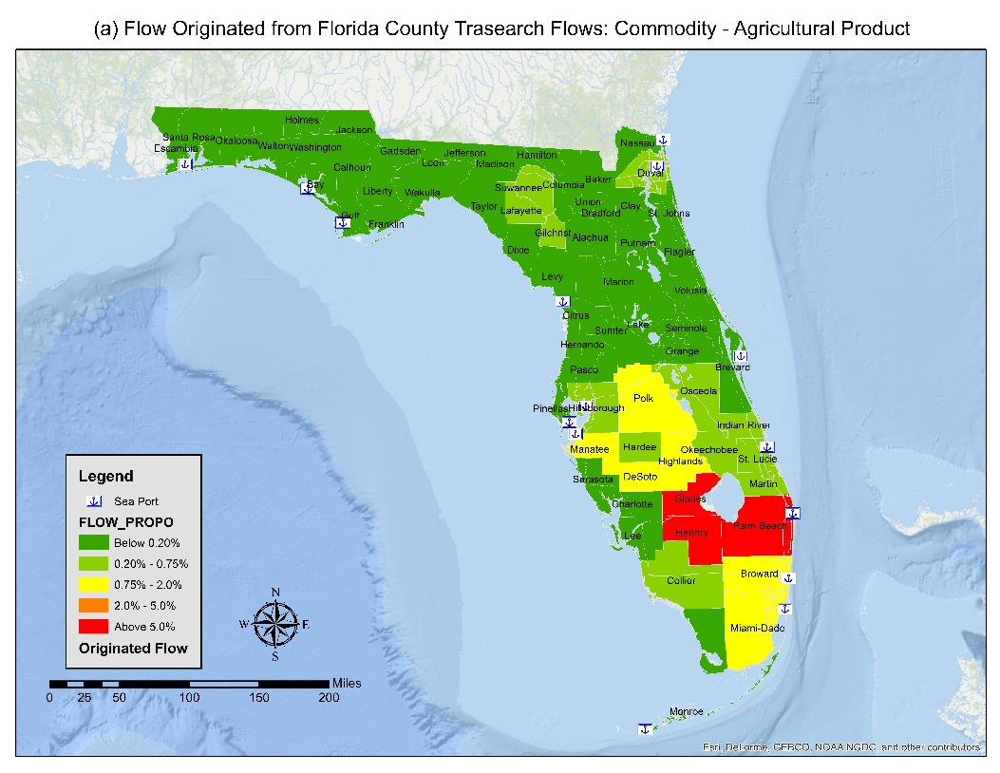 (a) Flow Originated from Florida County Trasearch Flows: Commodity - Agricultural Product
Holmes
Jackson
Santa Rosa
Okaloosa
Walton
Washington
Escambia
Gadsden
Jefferson
Hamilton
Nassau
Leon
Madison
Calhoun
Baker
Duval
Bay
Liberty
Wakulla
Suwannee
Columbia
Taylor
Lafayette
Union
Bradford
Clay
St. Johns
Gulf
Franklin
Gilchrist
Alachua
Putnam
Flagler
Dixie
Levy
Marion
Volusia
Citrus
Sumter
Lake
Seminole
Hernando
Orange
Pasco
Brevard
Polk
Osceola
Pinellas
Hillsborough
Indian River
Manatee
Hardee
Okeechobee
Highlands
St. Lucie
Sarasota
DeSoto
Martin
Charlotte
Glades
Palm Beach
Lee
Hendry
Collier
Broward
Miami-Dade
Monroe
Legend
Sea Port
FLOW_PROPO
Below 0.20%
0.20% - 0.75%
0.75% - 2.0%
2.0% - 5.0%
Above 5.0%
Originated Flow
N
W E
S
Miles
0 25 50 100 150 200
Esri, DeLorme, GEBCO, NOAA NGDC, and other contributors